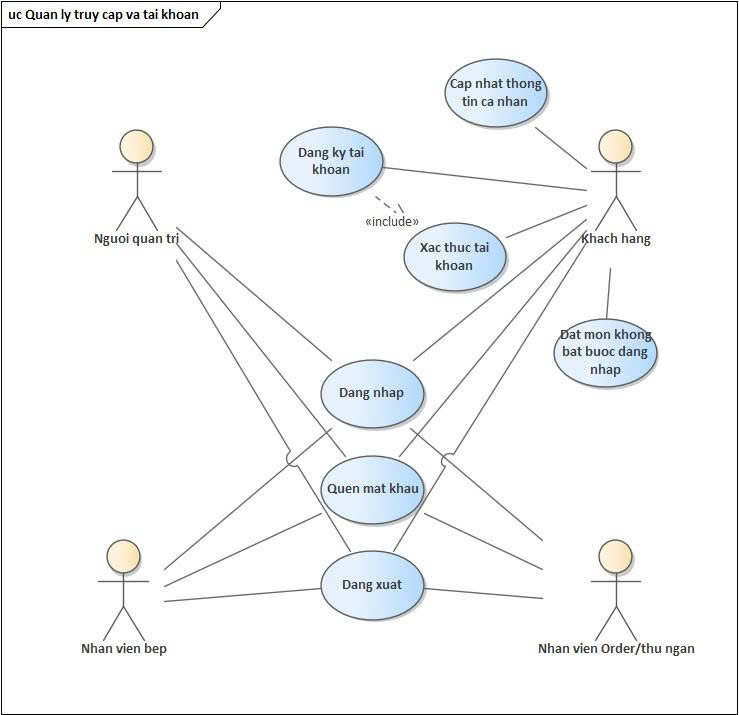 uc Quan ly truy cap va tai khoan
Cap nhat thong
tin ca nhan
Dang ky tai
khoan
«include»
Nguoi quan tri
Xac thuc tai
khoan
Khach hang
Dat mon khong
bat buoc dang
nhap
Dang nhap
Quen mat khau
Dang xuat
Nhan vien bep
Nhan vien Order/thu ngan